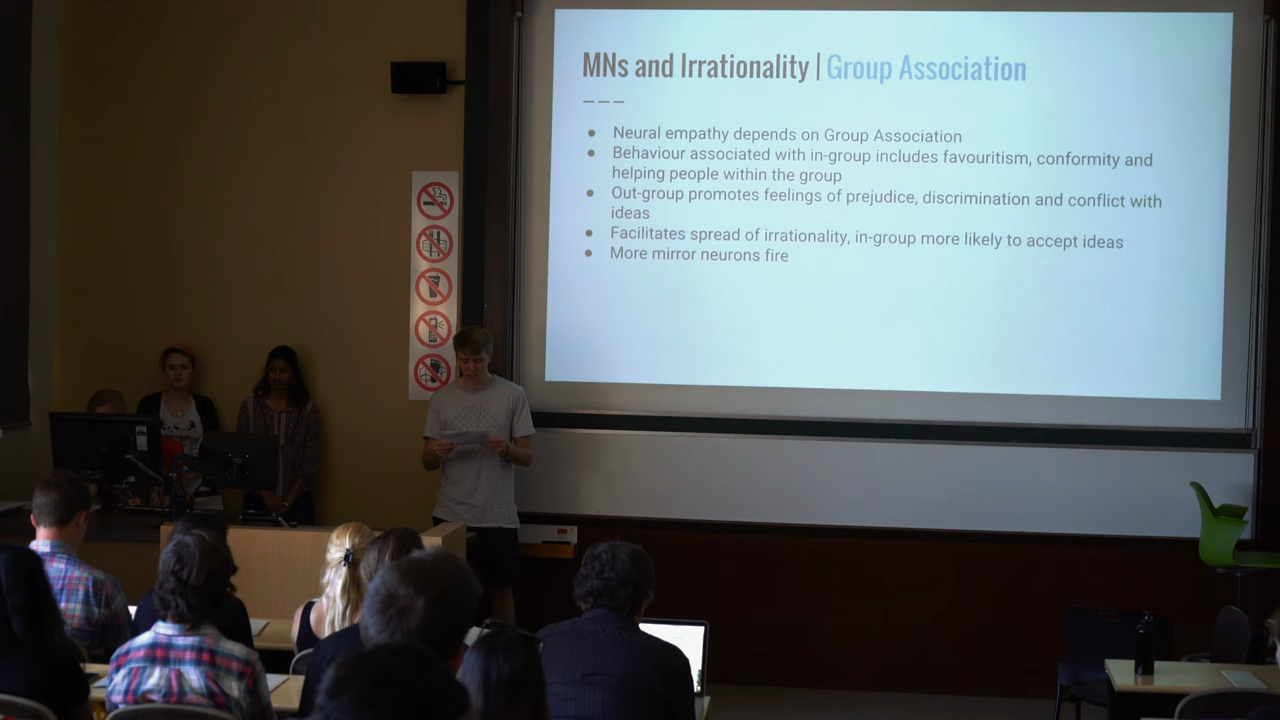 MNs and Irrationality | Group Association
● Neural empathy depends on Group Association
● Behaviour associated with in-group includes favouritism, conformity and
helping people within the group
● Out-group promotes feelings of prejudice, discrimination and conflict with
ideas
● Facilitates spread of irrationality, in-group more likely to accept ideas
● More mirror neurons fire